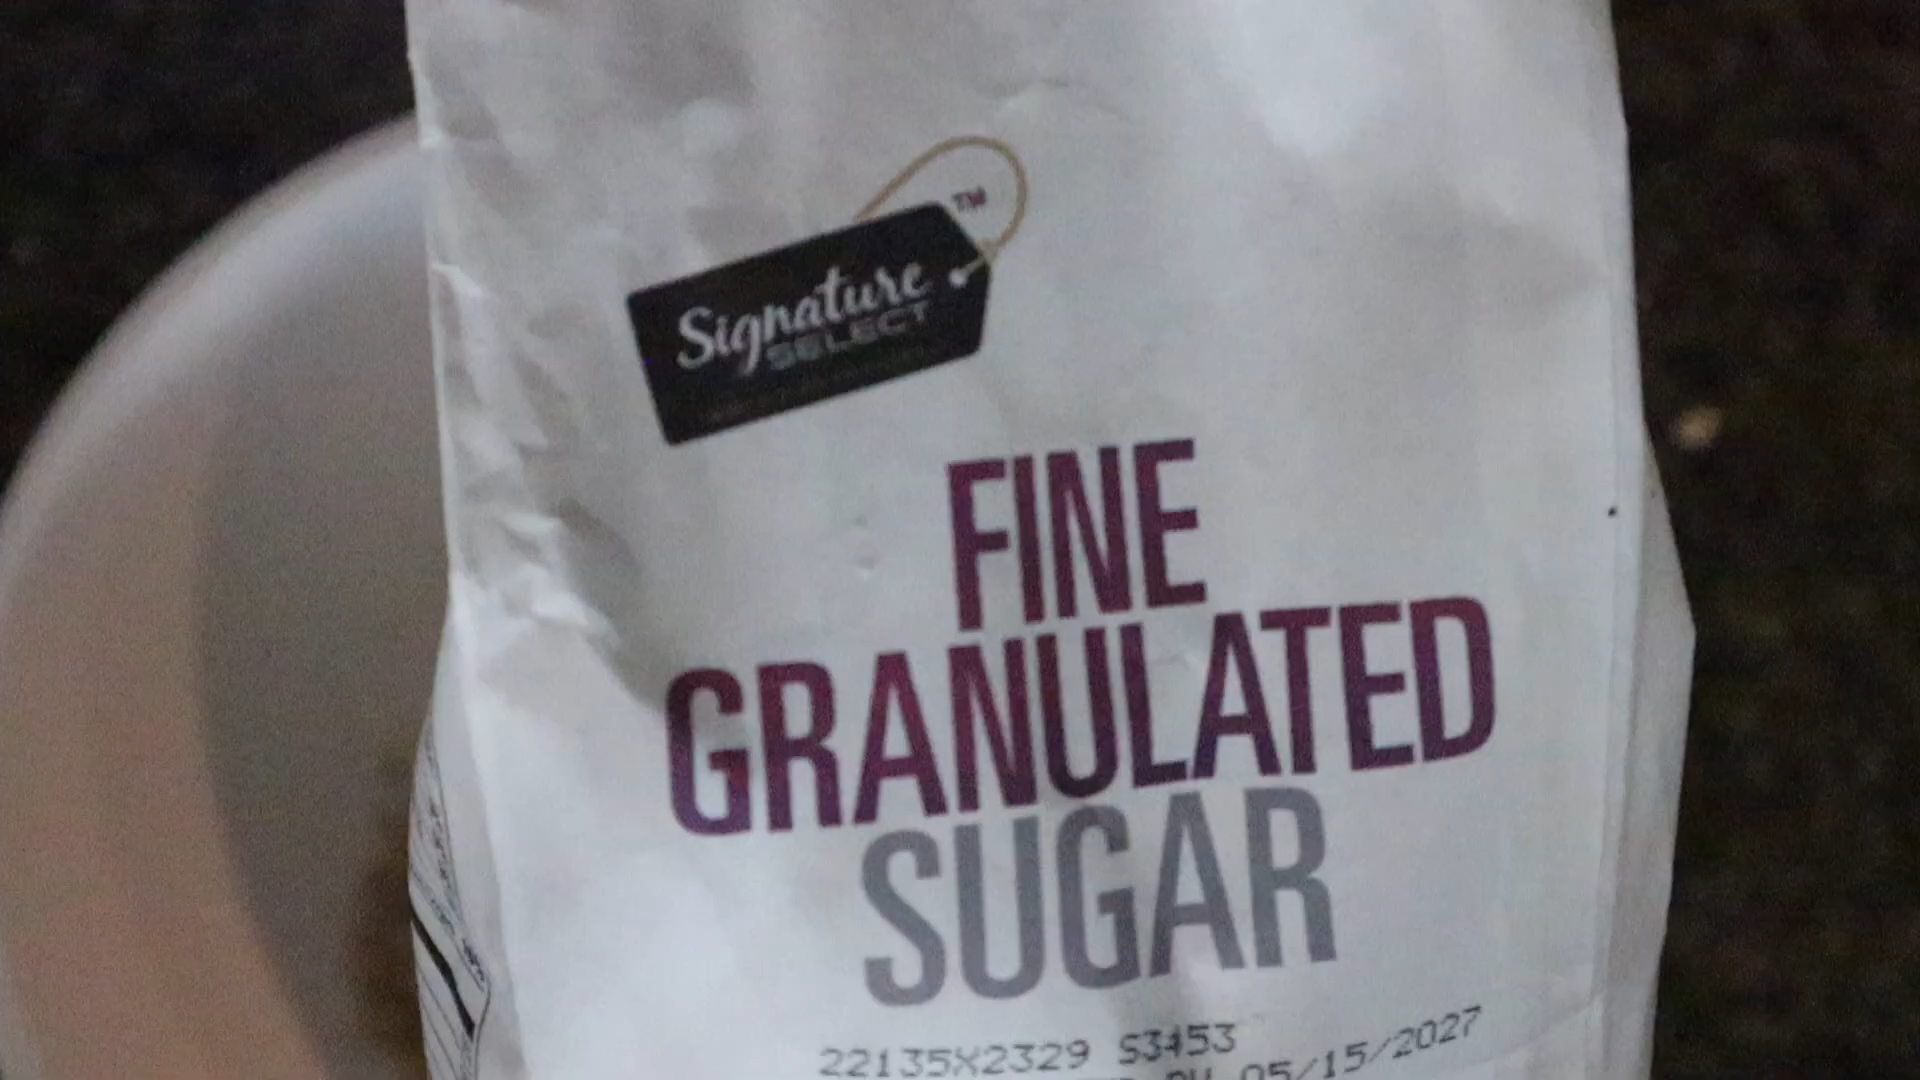 Signature
SELECT
TM
FINE
GRANULATED
SUGAR
22135X2329 S3453
05/15/2027